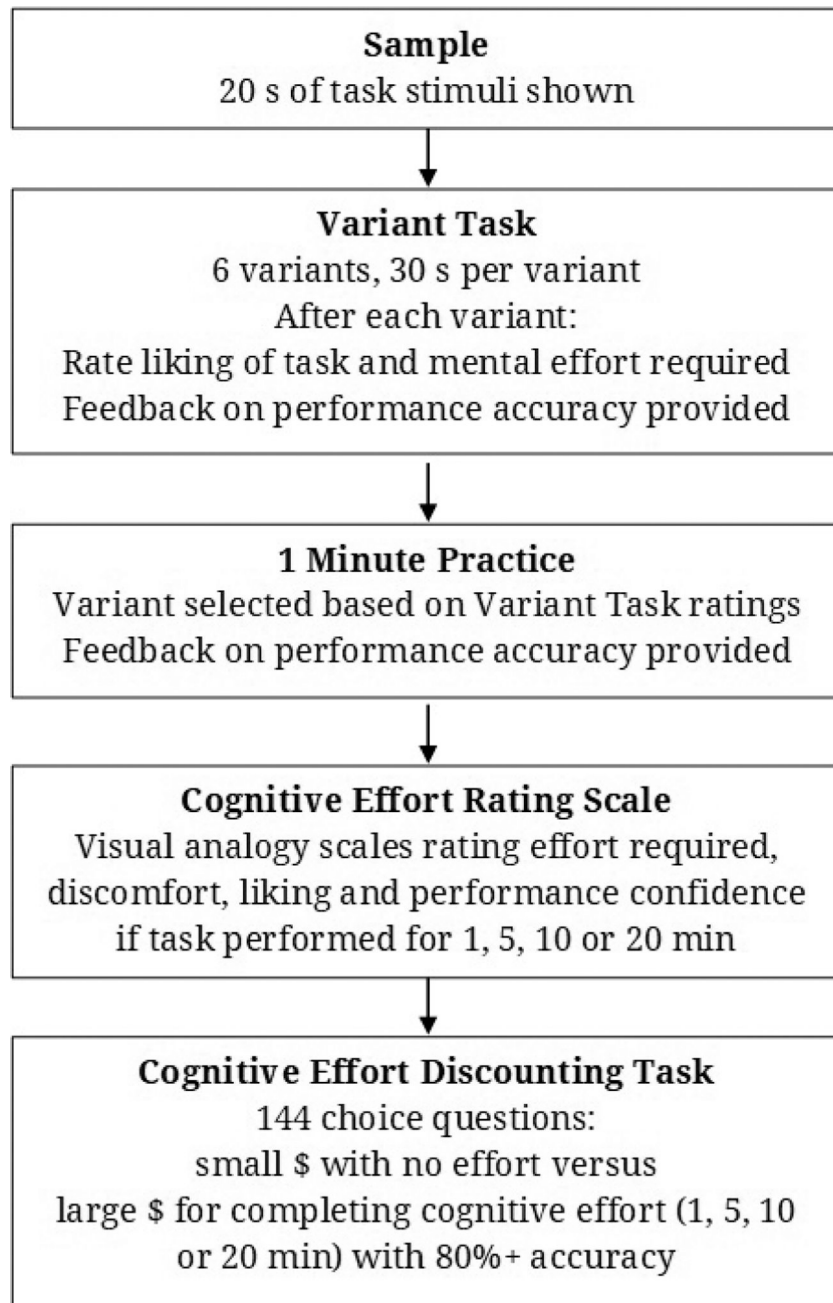 Sample
20 s of task stimuli shown
Variant Task
6 variants, 30 s per variant
After each variant:
Rate liking of task and mental effort required
Feedback on performance accuracy provided
1 Minute Practice
Variant selected based on Variant Task ratings
Feedback on performance accuracy provided
Cognitive Effort Rating Scale
Visual analogy scales rating effort required,
discomfort, liking and performance confidence
if task performed for 1, 5, 10 or 20 min
Cognitive Effort Discounting Task
144 choice questions:
small $ with no effort versus
large $ for completing cognitive effort (1, 5, 10
or 20 min) with 80%+ accuracy